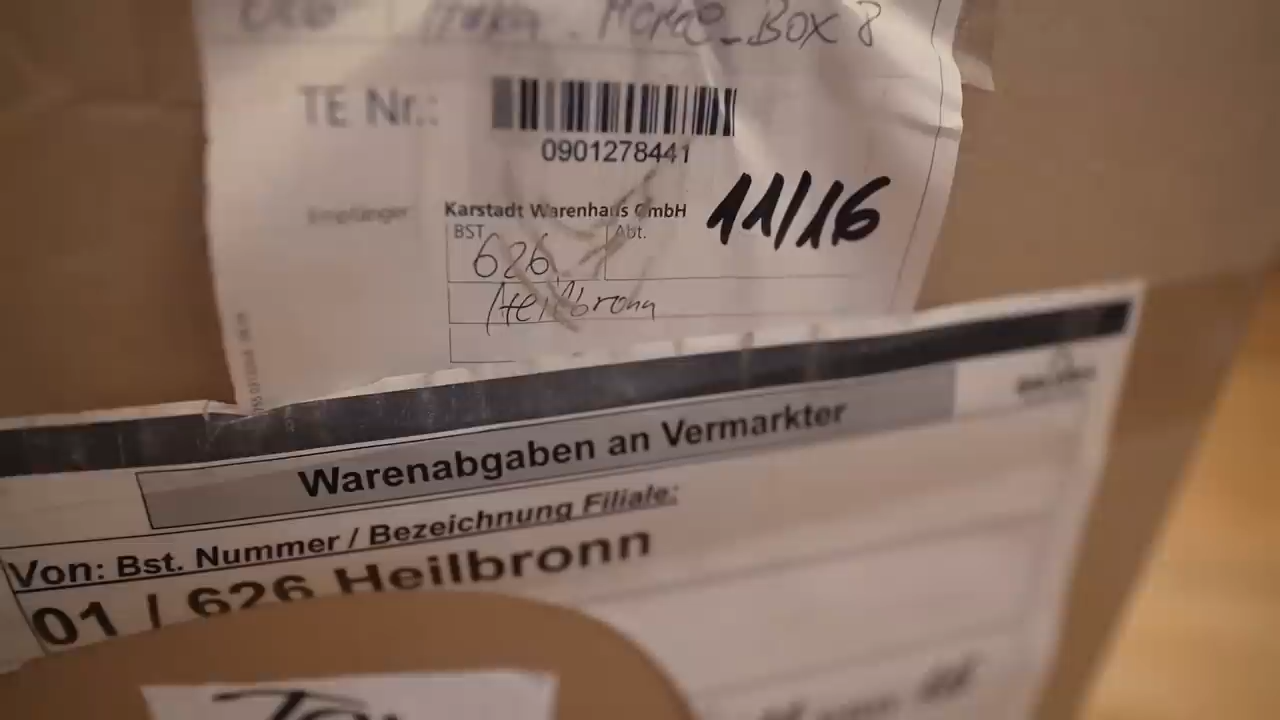 Box 8
TE Nr.:
0901278441
11/16
Empfänger
Karstadt Warenhaus GmbH
BST
Abt.
626
Heilbronn
Warenabgaben an Vermarkter
Von: Bst. Nummer / Bezeichnung Filiale:
01 / 626 Heilbronn